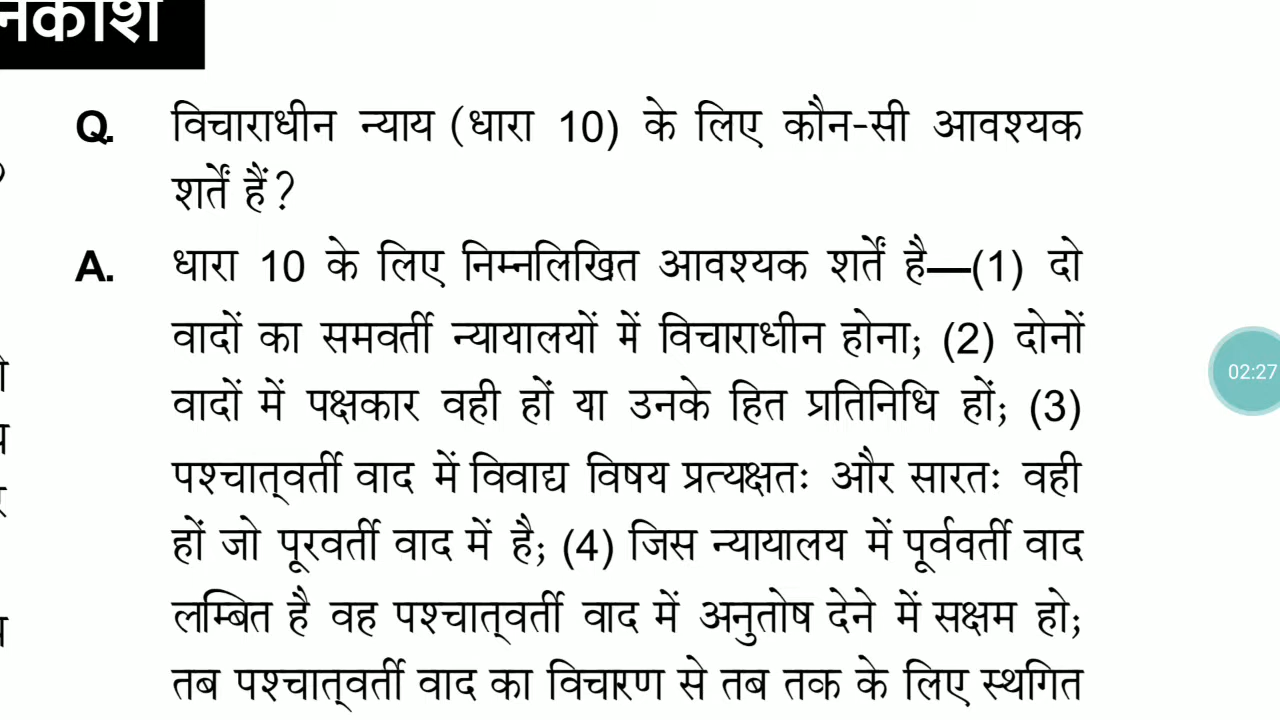 नकाश
Q. विचाराधीन न्याय (धारा 10) के लिए कौन-सी आवश्यक
शर्तें हैं?
A. धारा 10 के लिए निम्नलिखित आवश्यक शर्तें है—(1) दो
वादों का समवर्ती न्यायालयों में विचाराधीन होना; (2) दोनों
वादों में पक्षकार वही हों या उनके हित प्रतिनिधि हों; (3)
पश्चात्वर्ती वाद में विवाद्य विषय प्रत्यक्षतः और सारतः वही
हों जो पूरवर्ती वाद में है; (4) जिस न्यायालय में पूर्ववर्ती वाद
लम्बित है वह पश्चात्वर्ती वाद में अनुतोष देने में सक्षम हो;
तब पश्चात्वर्ती वाद का विचारण से तब तक के लिए स्थगित
02:27